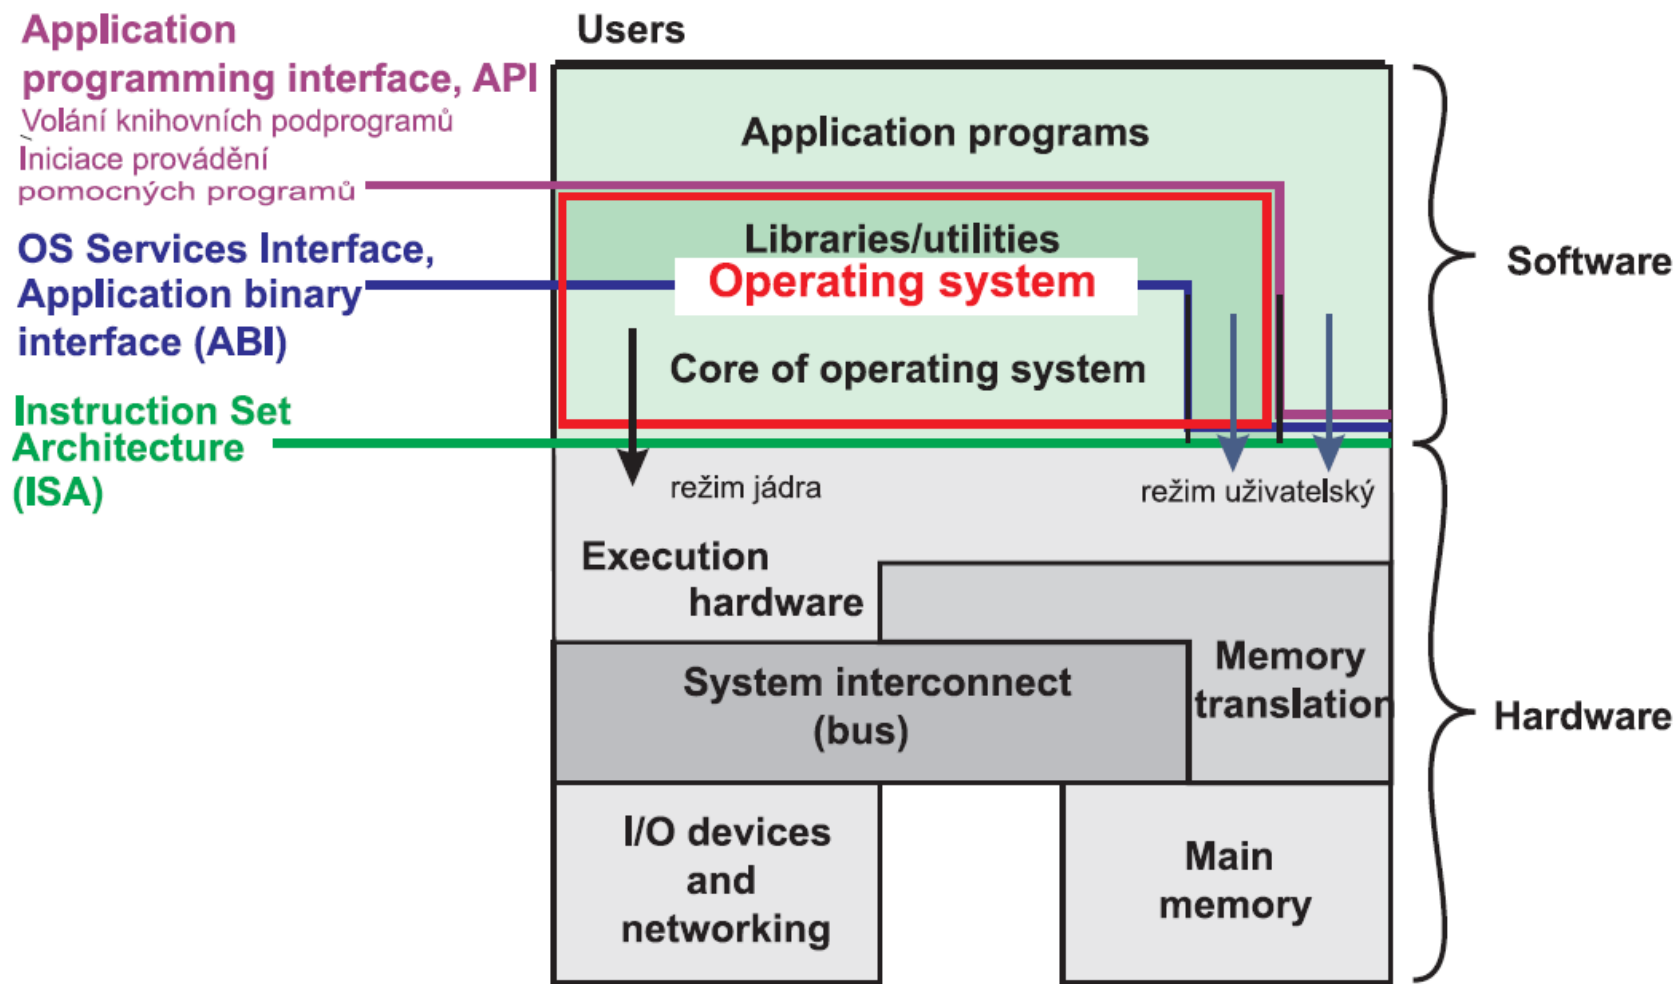 Application
programming interface, API
Volání knihovních podprogramů
Iniciace provádění
pomocných programů
OS Services Interface,
Application binary
interface (ABI)
Instruction Set
Architecture
(ISA)
Users
Application programs
Libraries/utilities
Operating system
Core of operating system
režim jádra
režim uživatelský
Execution
hardware
Memory
translation
System interconnect
(bus)
I/O devices
and
networking
Main
memory
Software
Hardware